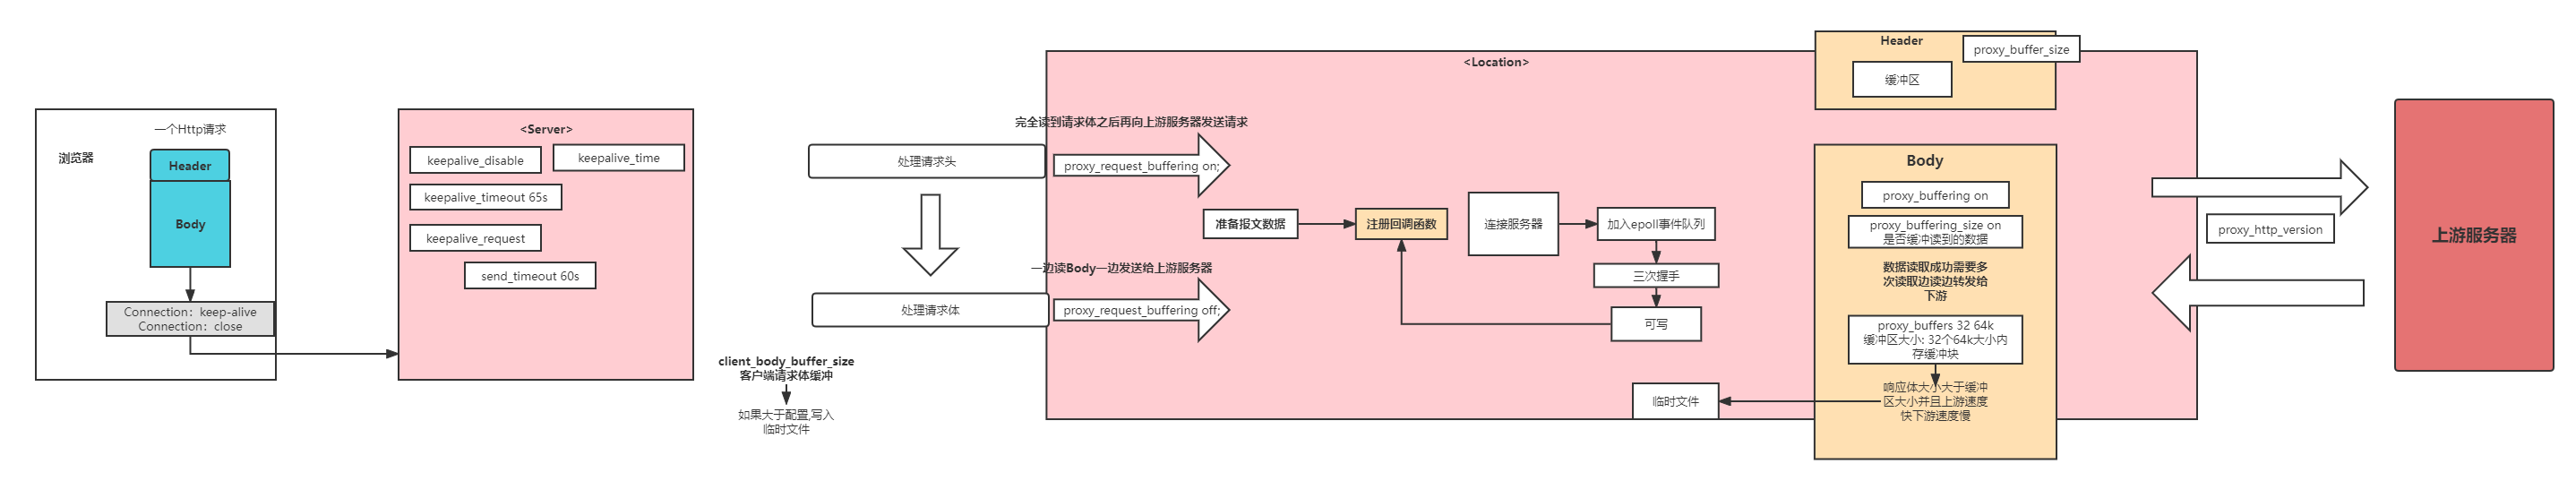 一个Http请求
浏览器
Header
Body
Connection：keep-alive
Connection：close
<Server>
keepalive_disable
keepalive_time
keepalive_timeout 65s
keepalive_request
send_timeout 60s
处理请求头
处理请求体
client_body_buffer_size
客户端请求体缓冲
如果大于配置,写入
临时文件
<Location>
完全读到请求体之后再向上游服务器发送请求
proxy_request_buffering on;
一边读Body一边发送给上游服务器
proxy_request_buffering off;
准备报文数据
注册回调函数
连接服务器
加入epoll事件队列
三次握手
可写
临时文件
Header
proxy_buffer_size
缓冲区
Body
proxy_buffering on
proxy_buffering_size on
是否缓冲读到的数据
数据读取成功需要多
次读取边读边转发给
下游
proxy_buffers 32 64k
缓冲区大小: 32个64k大小内
存缓冲块
响应体大小大于缓冲
区大小并且上游速度
快下游速度慢
proxy_http_version
上游服务器